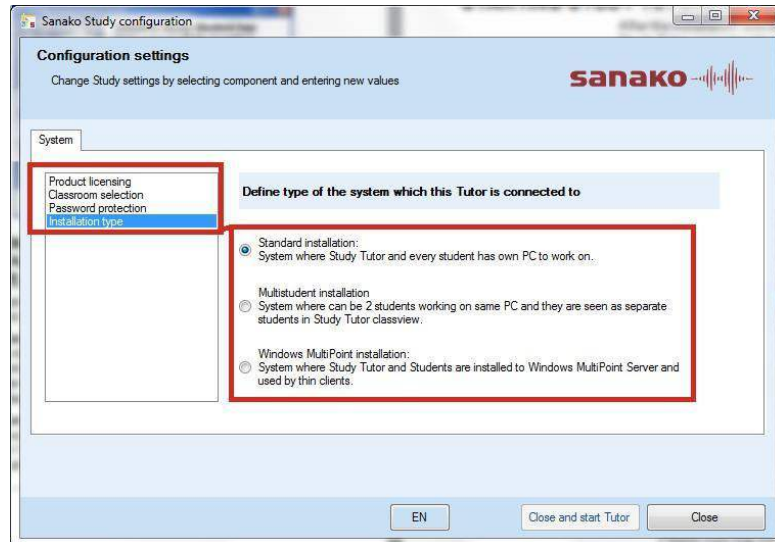 Sanako Study configuration
Configuration settings
Change Study settings by selecting component and entering new values
sanako
System
Product licensing
Classroom selection
Password protection
Installation type
Define type of the system which this Tutor is connected to
Standard installation:
System where Study Tutor and every student has own PC to work on.
Multistudent installation
System where can be 2 students working on same PC and they are seen as separate
students in Study Tutor classview.
Windows MultiPoint installation:
System where Study Tutor and Students are installed to Windows MultiPoint Server and
used by thin clients.
EN
Close and start Tutor
Close